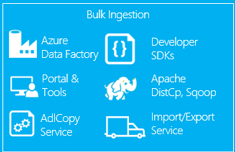 Bulk Ingestion
Azure
Data Factory
Developer
SDKs
Portal &
Tools
Apache
DistCp, Sqoop
AdlCopy
Service
Import/Export
Service